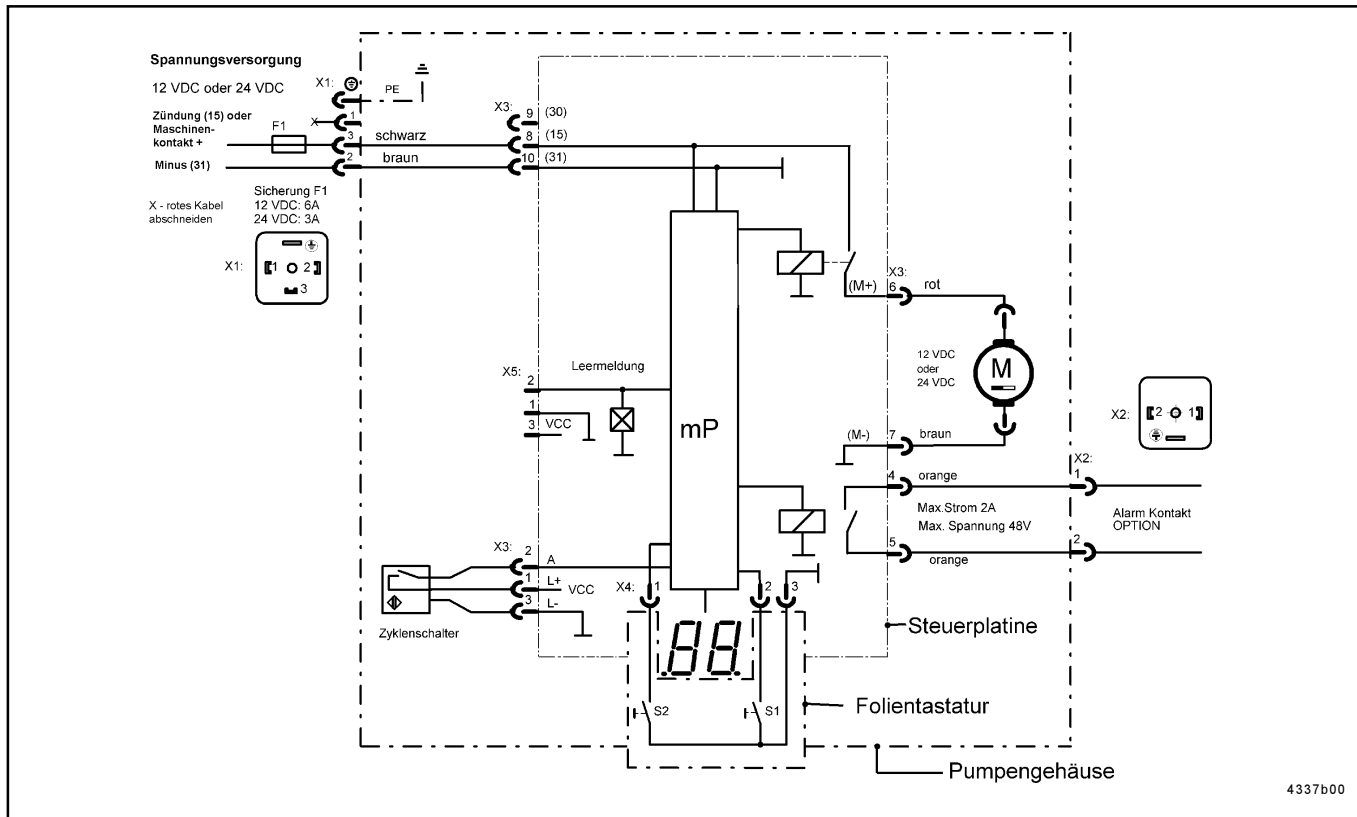 Spannungsversorgung
12 VDC oder 24 VDC
X1:
PE
Zündung (15) oder
Maschinen-
kontakt +
F1
X
1
3
schwarz
X3:
9
(30)
8
(15)
Minus (31)
2
braun
10
(31)
X - rotes Kabel
abschneiden
Sicherung F1
12 VDC: 6A
24 VDC: 3A
X1:
1
2
3
(M+)
X3:
6
rot
12 VDC
oder
24 VDC
M
X5:
2
Leermeldung
1
3
VCC
mP
(M-)
7
braun
X2:
2
1
4
orange
X2:
1
Max.Strom 2A
Max. Spannung 48V
Alarm Kontakt
OPTION
5
orange
2
X3:
2
A
1
L+
VCC
3
L-
Zyklenschalter
X4:
1
2
3
88
S2
S1
Steuerplatine
Folientastatur
Pumpengehäuse
4337b00